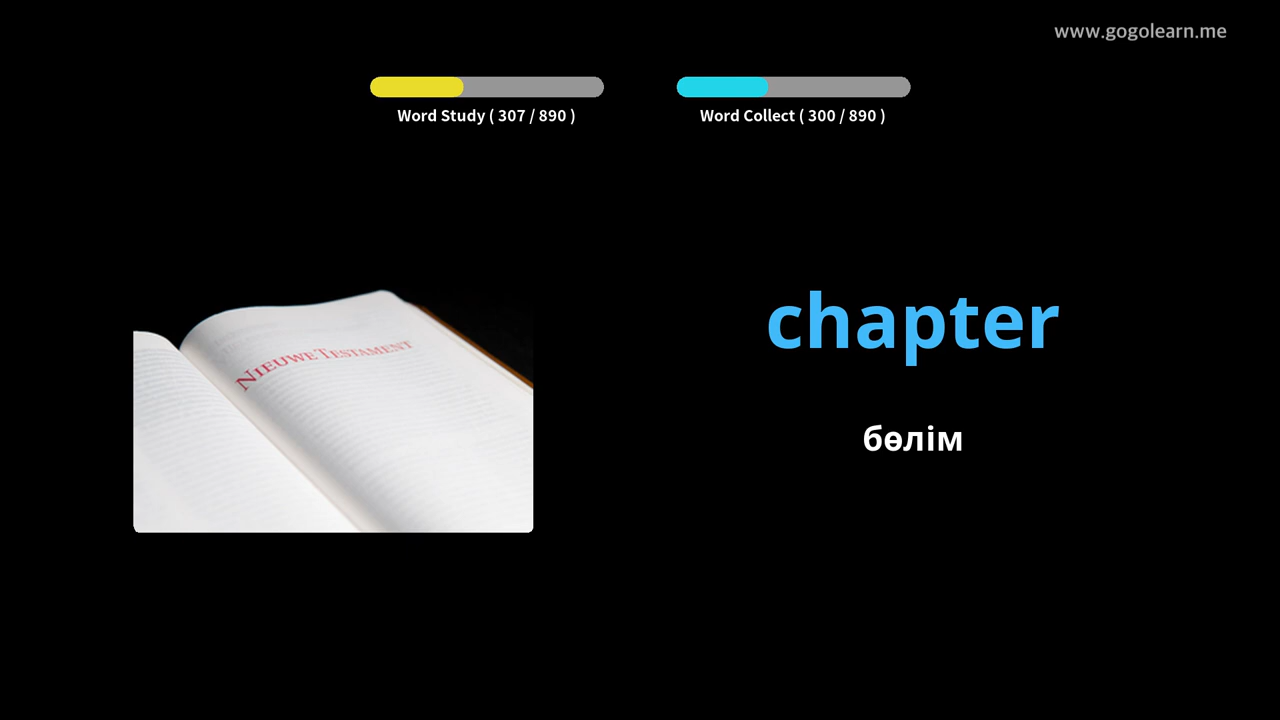 www.gogolearn.me
Word Study ( 307 / 890 )
Word Collect ( 300 / 890 )
NIEUWE TESTAMENT
chapter
бөлім